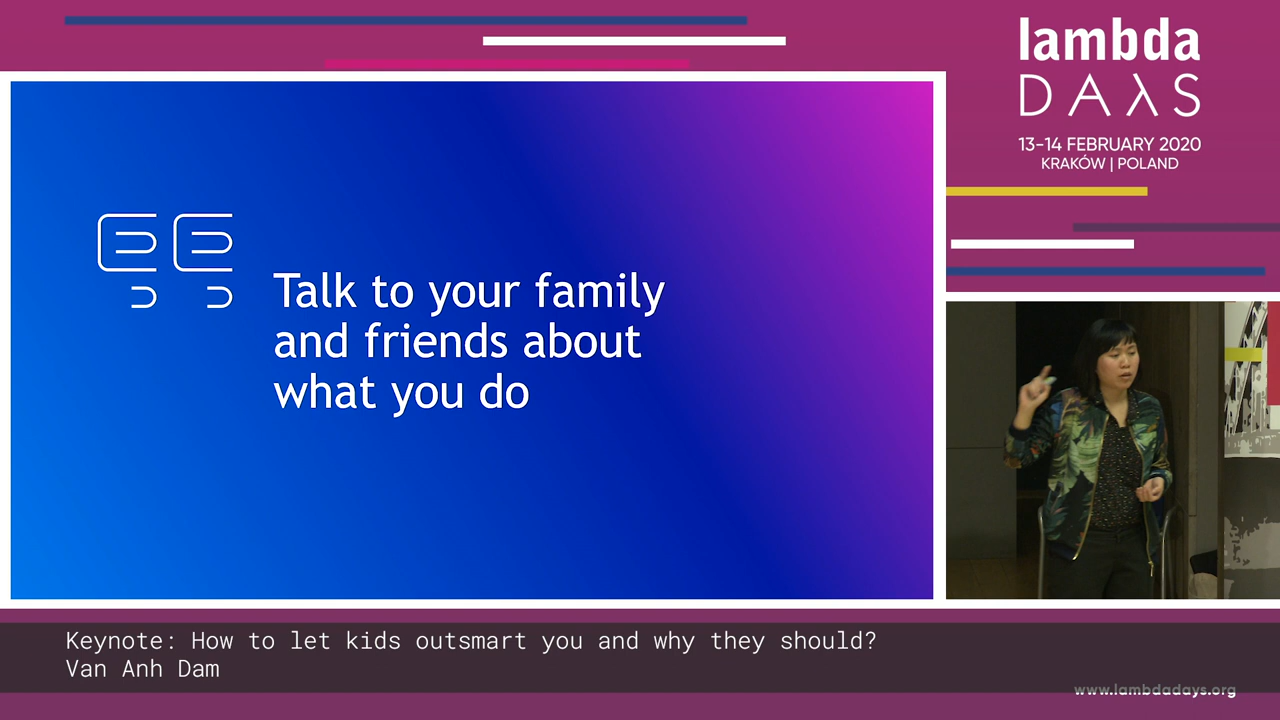 lambda
DAYS
13-14 FEBRUARY 2020
KRAKÓW | POLAND
Talk to your family
and friends about
what you do
Keynote: How to let kids outsmart you and why they should?
Van Anh Dam
www.lambdadays.org